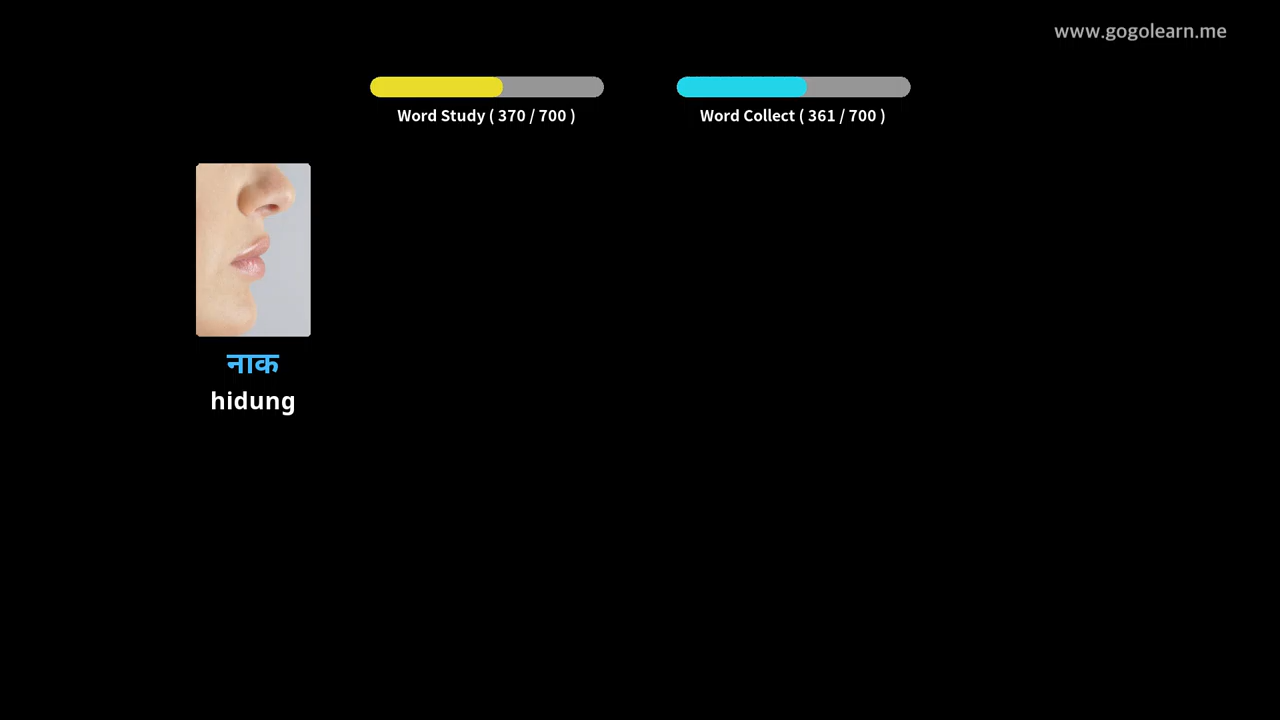 www.gogolearn.me
Word Study ( 370 / 700 )
Word Collect ( 361 / 700 )
नाक
hidung